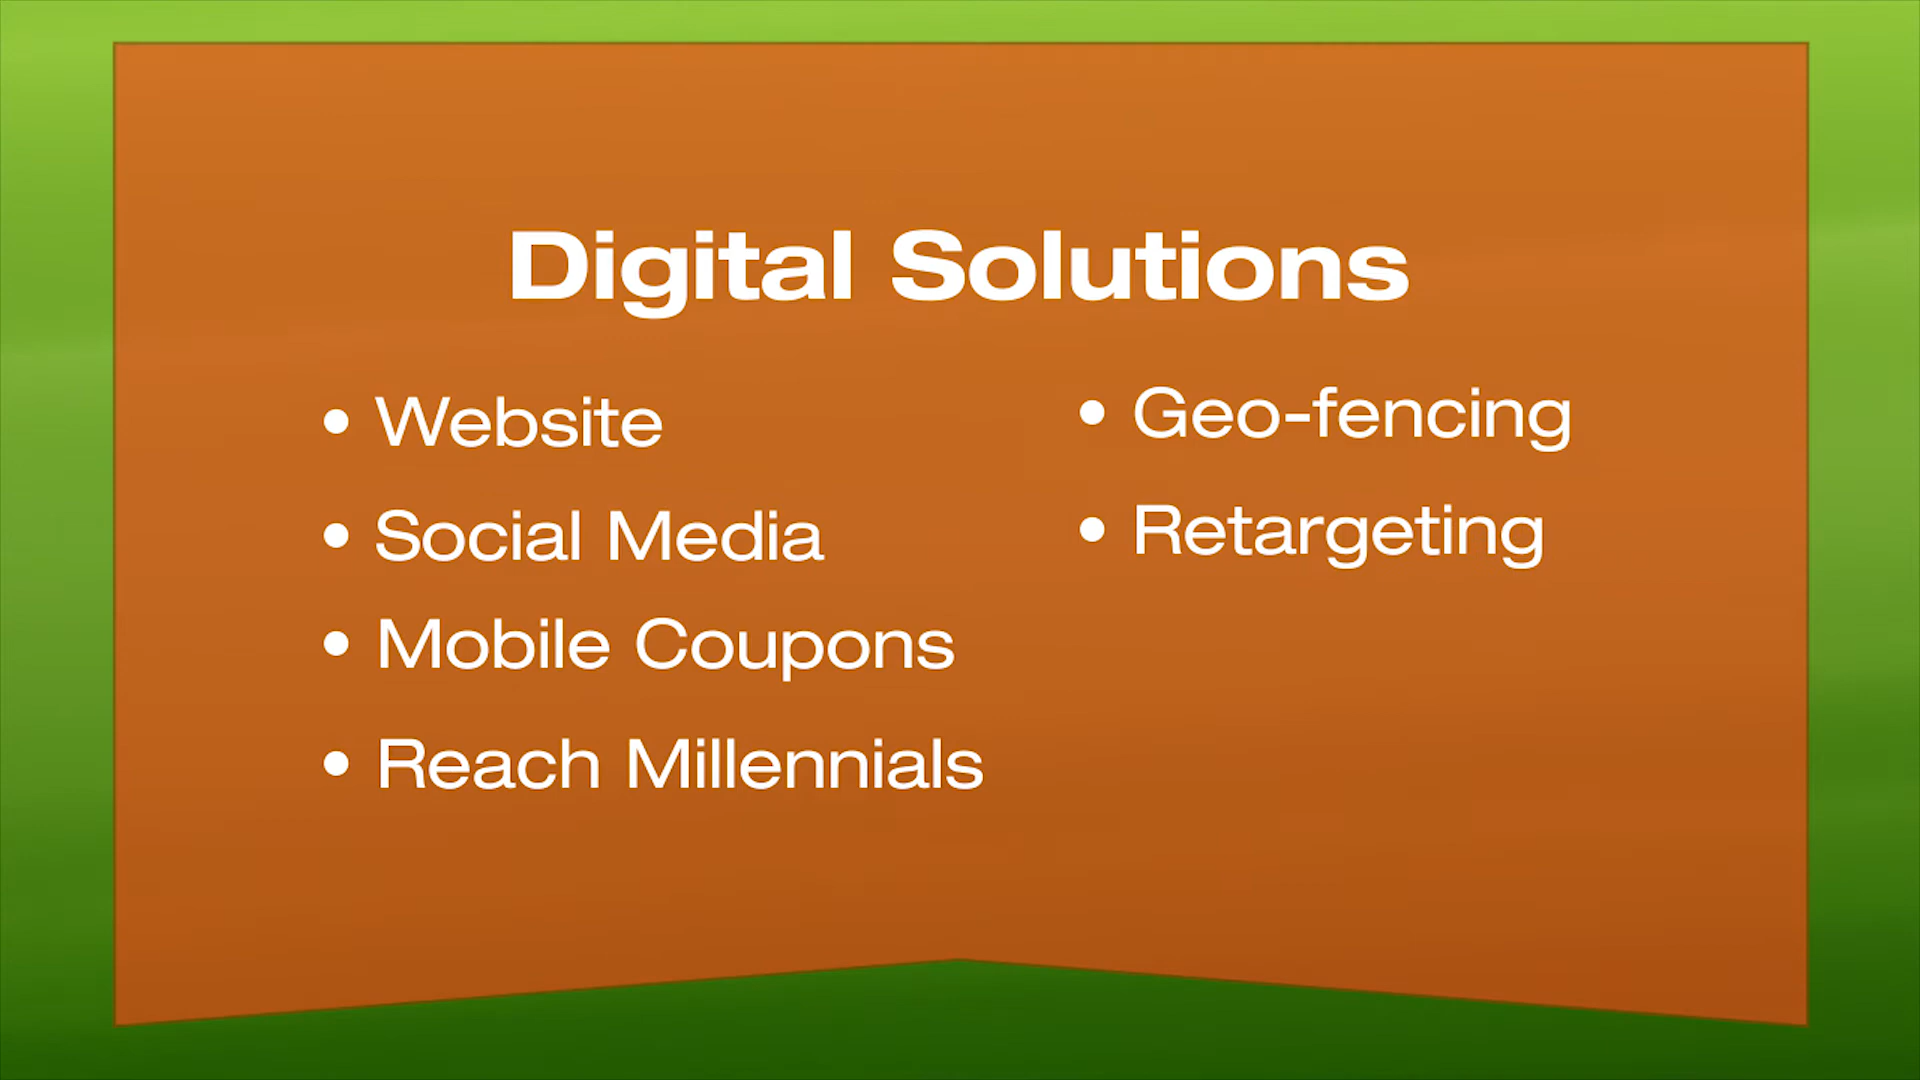 Digital Solutions
• Website
• Social Media
• Mobile Coupons
• Reach Millennials
• Geo-fencing
• Retargeting